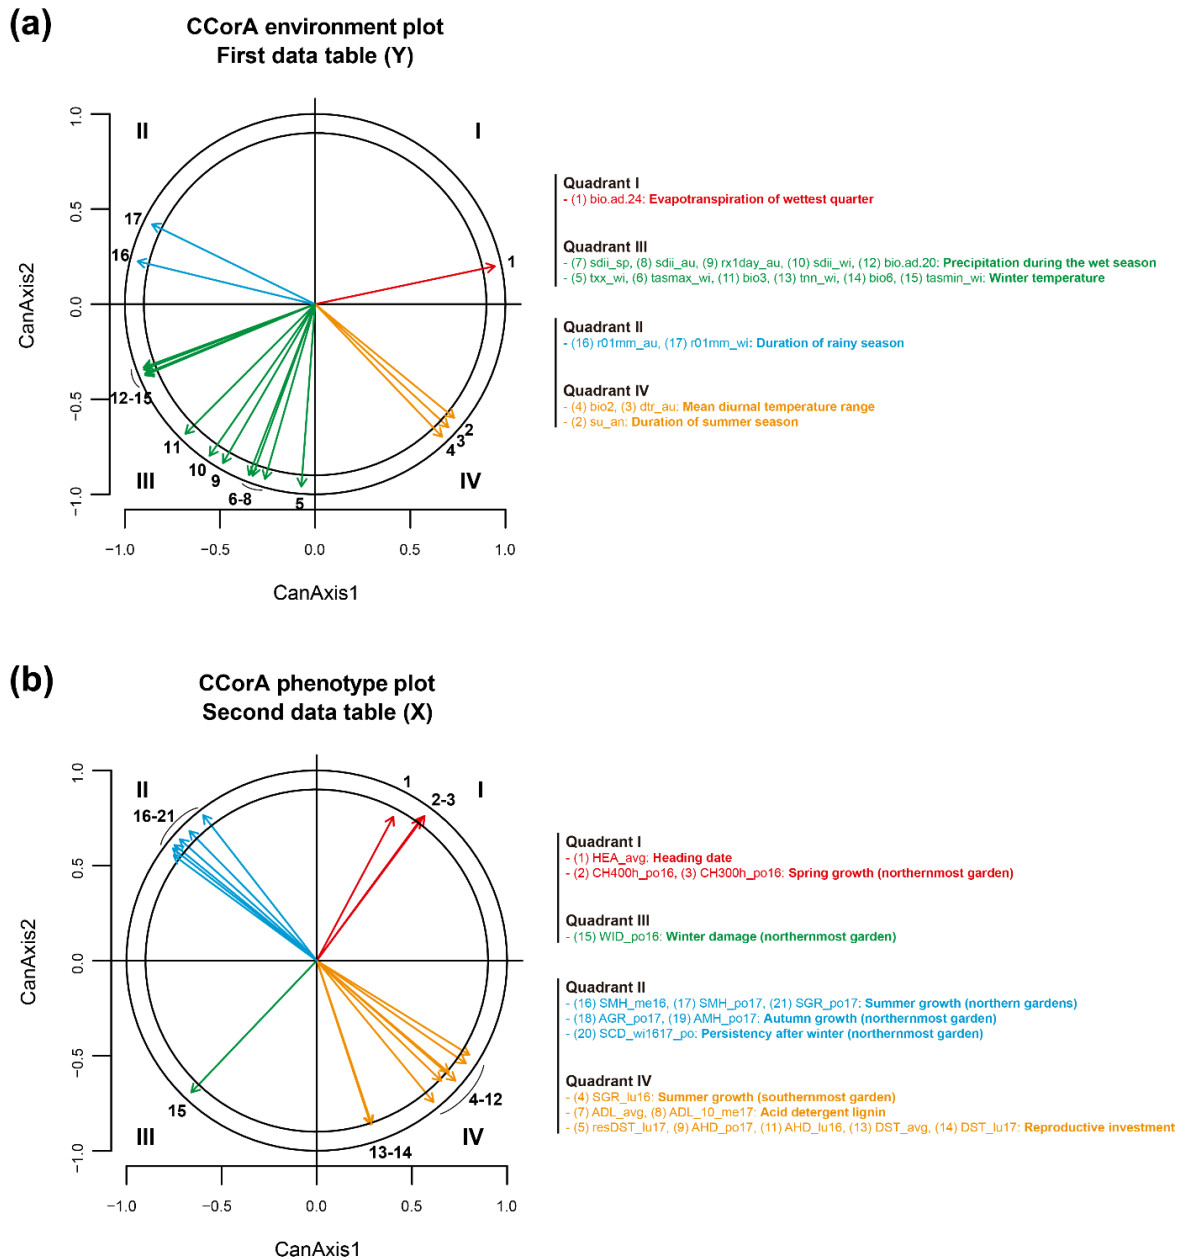 (a)
CCorA environment plot
First data table (Y)
II
I
III
IV
17
16
1
12-15
11
10
9
6-8
5
4
3
2
1.0
0.5
0.0
−0.5
−1.0
CanAxis2
−1.0
−0.5
0.0
0.5
1.0
CanAxis1
Quadrant I
- (1) bio.ad.24: Evapotranspiration of wettest quarter
Quadrant III
- (7) sdii_sp, (8) sdii_au, (9) rx1day_au, (10) sdii_wi, (12) bio.ad.20: Precipitation during the wet season
- (5) txx_wi, (6) tasmax_wi, (11) bio3, (13) tnn_wi, (14) bio6, (15) tasmin_wi: Winter temperature
Quadrant II
- (16) r01mm_au, (17) r01mm_wi: Duration of rainy season
Quadrant IV
- (4) bio2, (3) dtr_au: Mean diurnal temperature range
- (2) su_an: Duration of summer season
(b)
CCorA phenotype plot
Second data table (X)
II
I
III
IV
16-21
1
2-3
15
4-12
13-14
1.0
0.5
0.0
−0.5
−1.0
CanAxis2
−1.0
−0.5
0.0
0.5
1.0
CanAxis1
Quadrant I
- (1) HEA_avg: Heading date
- (2) CH400h_po16, (3) CH300h_po16: Spring growth (northernmost garden)
Quadrant III
- (15) WID_po16: Winter damage (northernmost garden)
Quadrant II
- (16) SMH_me16, (17) SMH_po17, (21) SGR_po17: Summer growth (northern gardens)
- (18) AGR_po17, (19) AMH_po17: Autumn growth (northernmost garden)
- (20) SCD_wi1617_po: Persistency after winter (northernmost garden)
Quadrant IV
- (4) SGR_lu16: Summer growth (southernmost garden)
- (7) ADL_avg, (8) ADL_10_me17: Acid detergent lignin
- (5) resDST_lu17, (9) AHD_po17, (11) AHD_lu16, (13) DST_avg, (14) DST_lu17: Reproductive investment